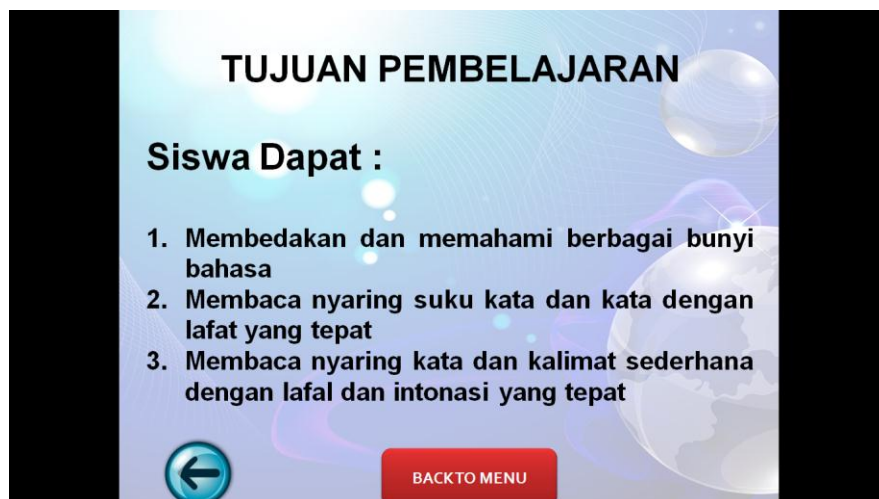 TUJUAN PEMBELAJARAN
Siswa Dapat :
1. Membedakan dan memahami berbagai bunyi
bahasa
2. Membaca nyaring suku kata dan kata dengan
lafat yang tepat
3. Membaca nyaring kata dan kalimat sederhana
dengan lafal dan intonasi yang tepat
BACKTO MENU